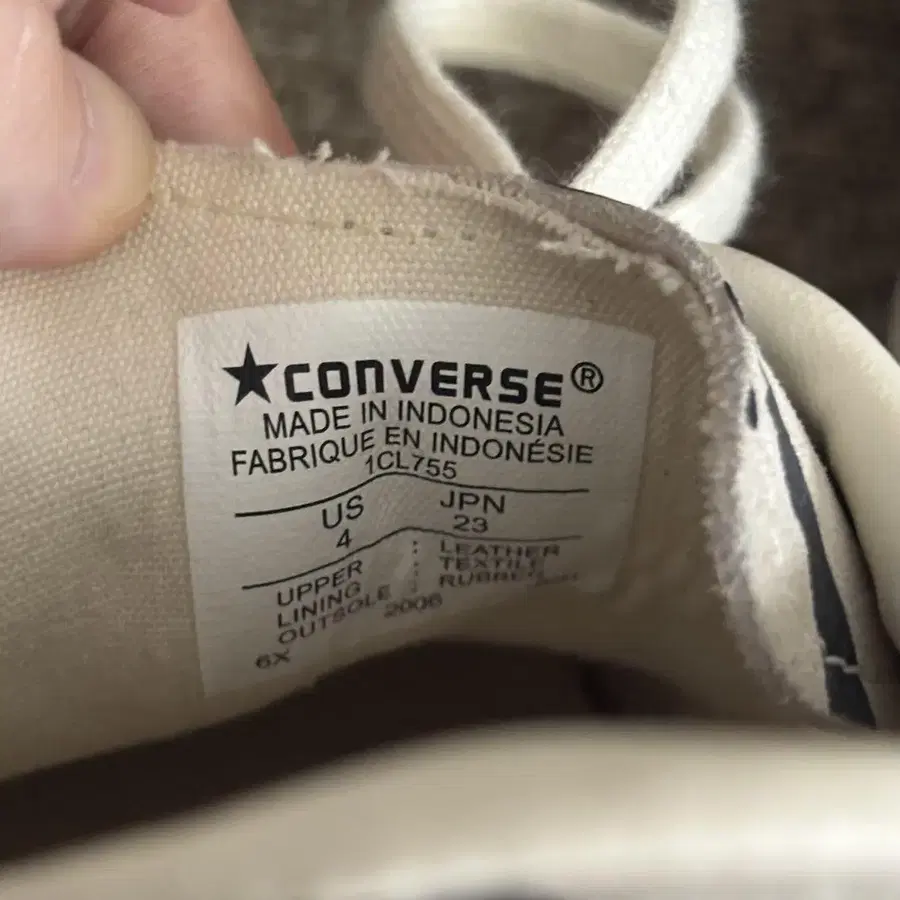 ★CONVERSE®
MADE IN INDONESIA
FABRIQUE EN INDONÉSIE
1CL755
US JPN
4 23
UPPER : LEATHER
LINING : TEXTILE
OUTSOLE : RUBBER
6X 2006